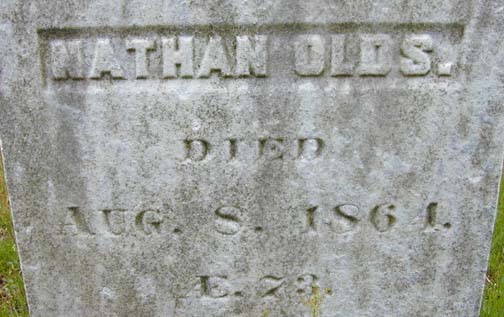 NATHAN OLDS.
DIED
AUG. 8. 1864.
Æ. 73.